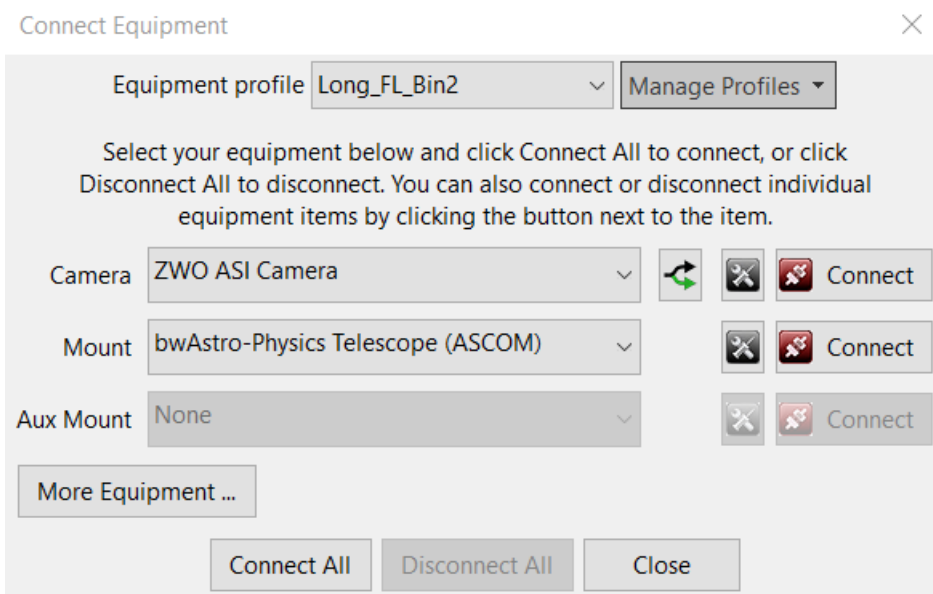 Connect Equipment
Equipment profile Long_FL_Bin2 Manage Profiles
Select your equipment below and click Connect All to connect, or click
Disconnect All to disconnect. You can also connect or disconnect individual
equipment items by clicking the button next to the item.
Camera ZWO ASI Camera Connect
Mount bwAstro-Physics Telescope (ASCOM) Connect
Aux Mount None Connect
More Equipment ...
Connect All Disconnect All Close